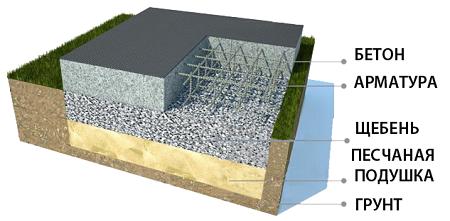 БЕТОН
АРМАТУРА
ЩЕБЕНЬ
ПЕСЧАНАЯ
ПОДУШКА
ГРУНТ